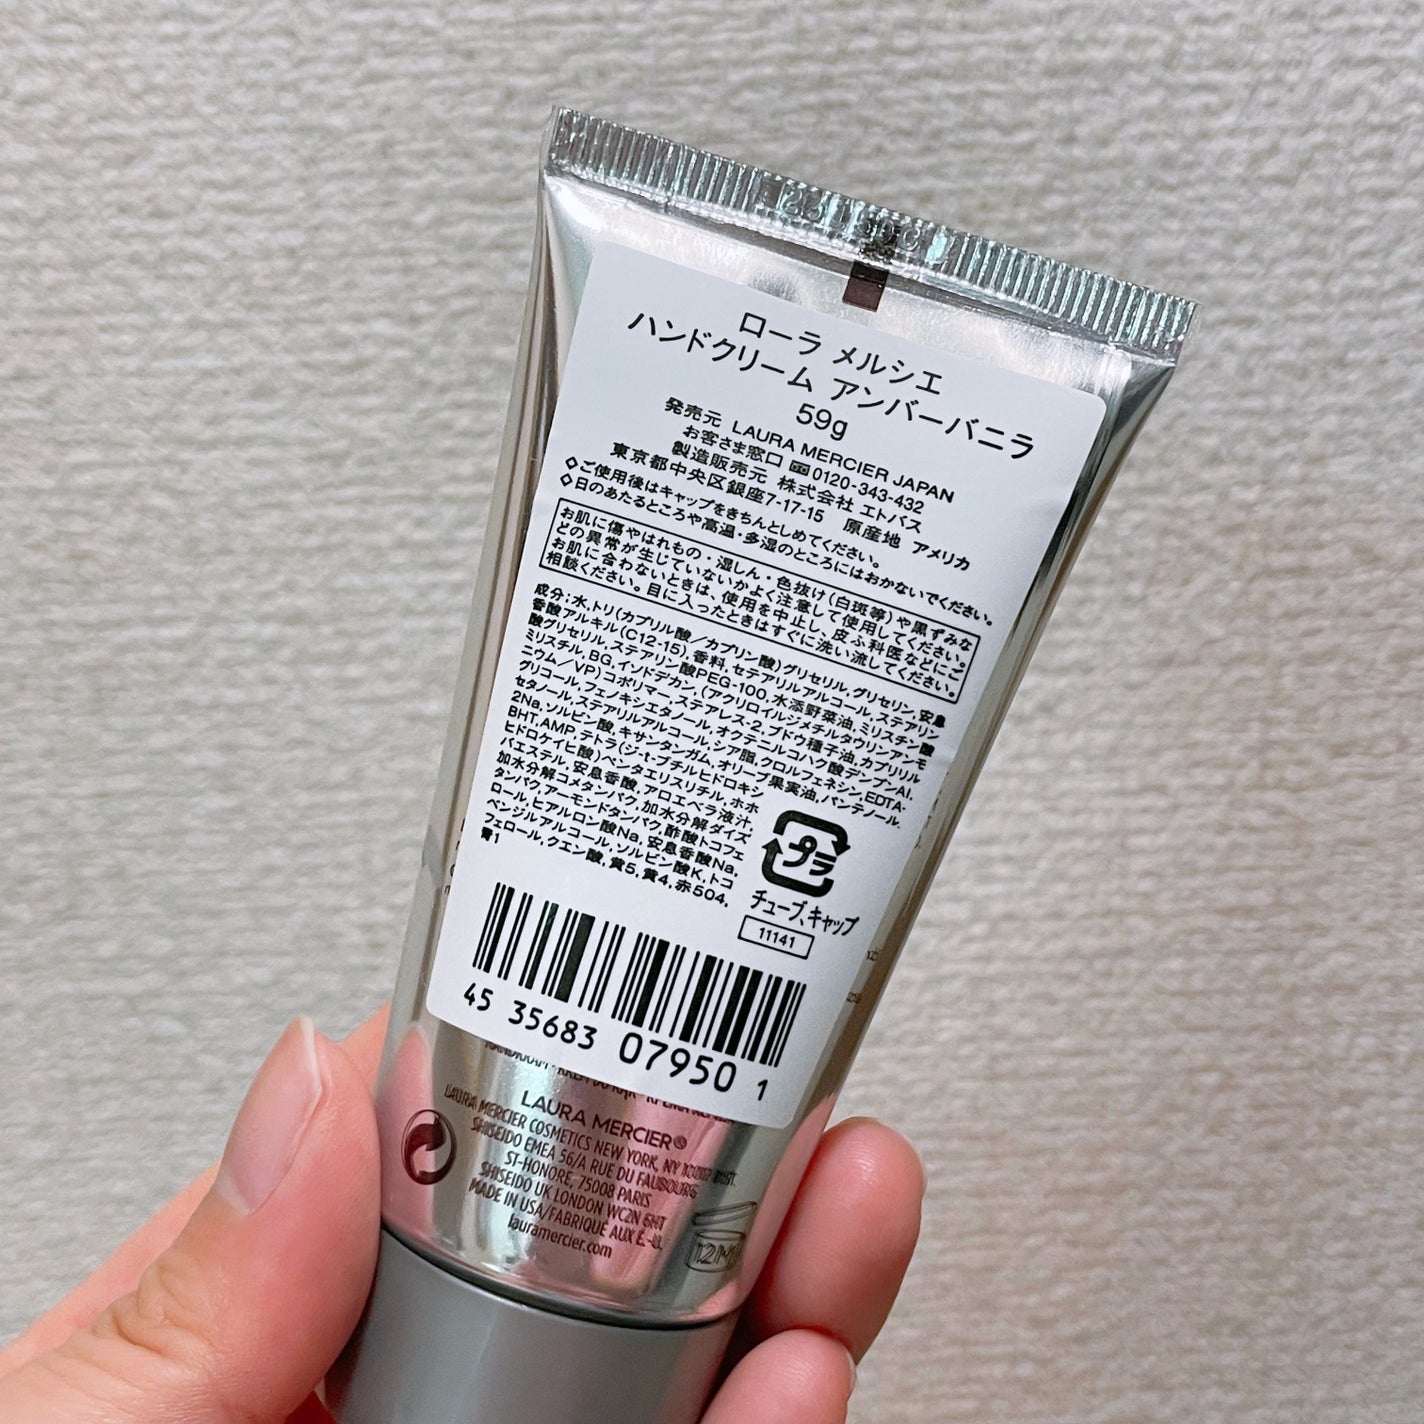 ローラ メルシエ
ハンドクリーム アンバーバニラ
59g
発売元 LAURA MERCIER JAPAN
お客さま窓口 0120-343-432
製造販売元 株式会社 エトバス
東京都中央区銀座7-17-15 原産地 アメリカ
◇ご使用後はキャップをきちんとしめてください。
◇日のあたるところや高温・多湿のところにはおかないでください。
お肌に傷やはれもの・湿しん・色抜け(白斑等)や黒ずみな
どの異常が生じていないかよく注意して使用してください。
お肌に合わないときは、使用を中止し、皮ふ科医などにご
相談ください。目に入ったときはすぐに洗い流してください。
成分:水,トリ(カプリル酸/カプリン酸)グリセリル,グリセリン,安息
香酸アルキル(C12-15),香料,セテアリルアルコール,ステアリン
酸グリセリル,ステアリン酸PEG-100,水添野菜油,ミリスチン酸
ミリスチル,BG,イソドデカン,(アクリロイルジメチルタウリンアンモ
ニウム/VP)コポリマー,ステアレス-2,ブドウ種子油,カプリリル
グリコール,フェノキシエタノール,オクテニルコハク酸デンプンAl,
セタノール,ステアリルアルコール,シア脂,クロルフェネシン,EDTA-
2Na,ソルビン酸,キサンタンガム,オリーブ果実油,パンテノール,
BHT,AMP,テトラ(ジ-t-ブチルヒドロキシ
ヒドロケイヒ酸)ペンタエリスリチル,ホホ
バエステル,安息香酸,アロエベラ液汁,
加水分解コメタンパク,加水分解ダイズ
タンパク,アーモンドタンパク,酢酸トコフェ
ロール,ヒアルロン酸Na,安息香酸Na,
ベンジルアルコール,ソルビン酸K,トコ
フェロール,クエン酸,黄5,黄4,赤504,
青1
プラ
チューブ、キャップ
11141
45 35683 07950 1
LAURA MERCIER®
LAURA MERCIER COSMETICS NEW YORK, NY DIST.
SHISEIDO EMEA 56/A RUE DU FAUBOURG
ST-HONORE, 75008 PARIS
SHISEIDO UK LONDON WC2N 6HT
MADE IN USA/FABRIQUÉ AUX É.-U.
lauramercier.com
12M